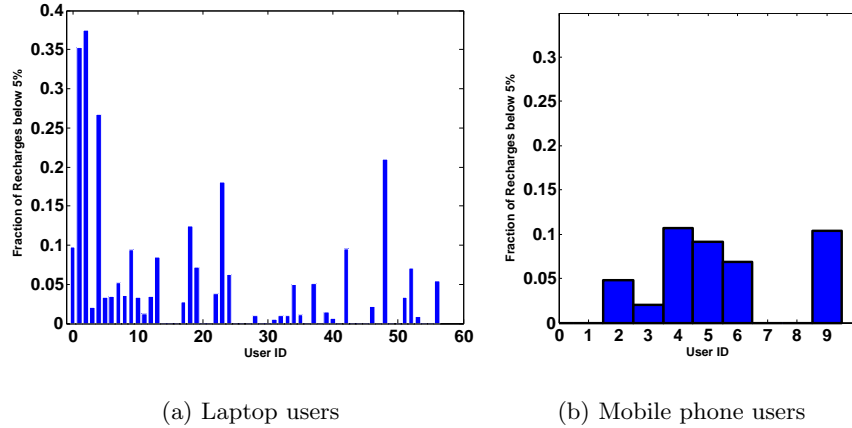 0.4
0.35
0.3
0.25
0.2
0.15
0.1
0.05
0
Fraction of Recharges below 5%
0 10 20 30 40 50 60
User ID
(a) Laptop users
0.3
0.25
0.2
0.15
0.1
0.05
0
Fraction of Recharges below 5%
0 1 2 3 4 5 6 7 8 9
User ID
(b) Mobile phone users